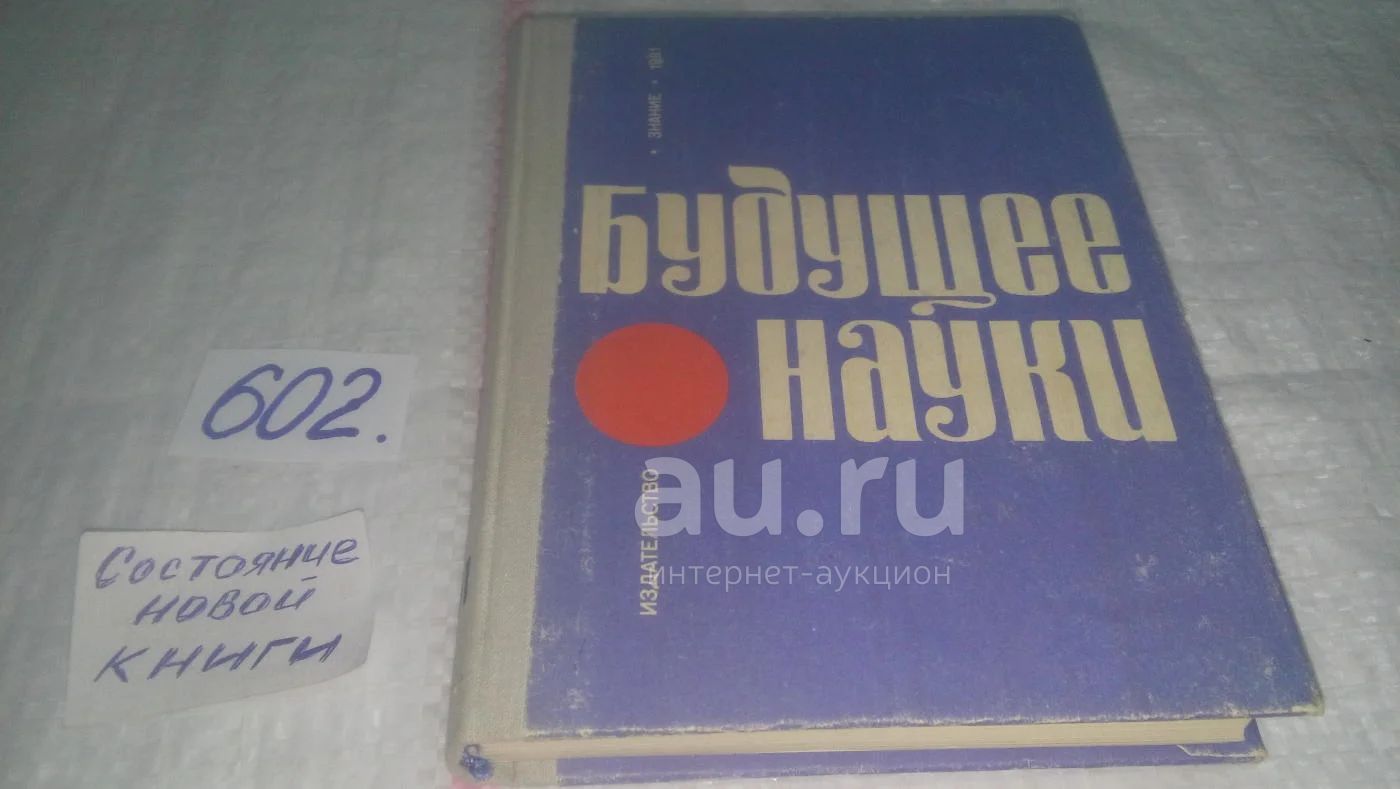 • ЗНАНИЕ • 1981
Будущее
науки
ИЗДАТЕЛЬСТВО
602.
Состояние
новой
книги
au.ru
интернет-аукцион